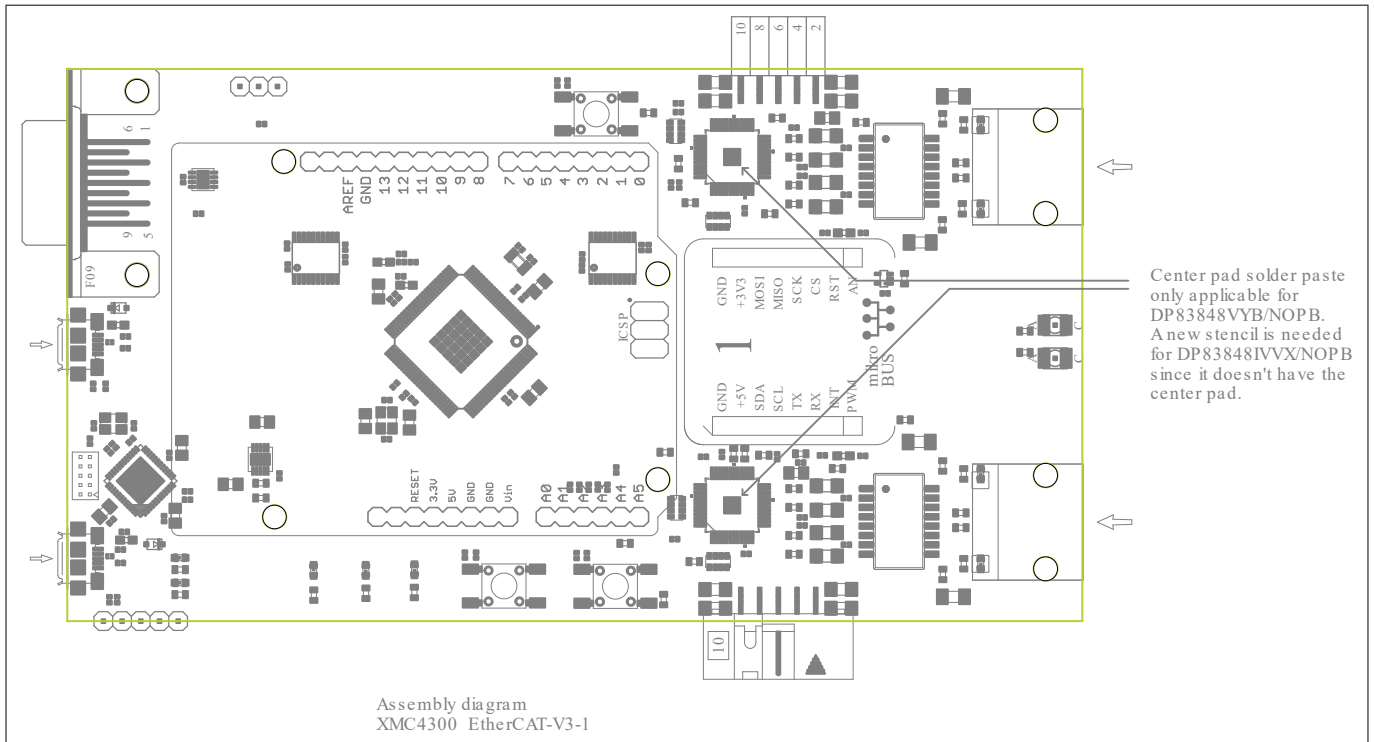 10
8
6
4
2
6
1
9
5
F09
AREF
GND
13
12
11
10
9
8
7
6
5
4
3
2
1
0
ICSP
GND
+3V3
MOSI
MISO
SCK
CS
RST
AN
1
mikro
BUS
GND
+5V
SDA
SCL
TX
RX
INT
PWM
C
C
Center pad solder paste
only applicable for
DP83848VYB/NOPB.
A new stencil is needed
for DP83848IVVX/NOPB
since it doesn't have the
center pad.
RESET
3.3V
5V
GND
GND
Vin
A0
A1
A4
A5
10
Assembly diagram
XMC4300 EtherCAT-V3-1